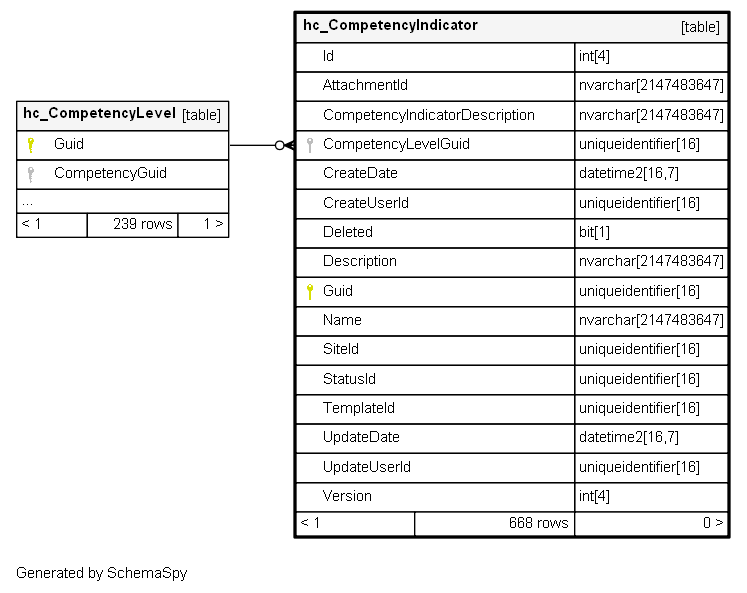 hc_CompetencyIndicator [table]
Id int[4]
AttachmentId nvarchar[2147483647]
CompetencyIndicatorDescription nvarchar[2147483647]
CompetencyLevelGuid uniqueidentifier[16]
CreateDate datetime2[16,7]
CreateUserId uniqueidentifier[16]
Deleted bit[1]
Description nvarchar[2147483647]
Guid uniqueidentifier[16]
Name nvarchar[2147483647]
SiteId uniqueidentifier[16]
StatusId uniqueidentifier[16]
TemplateId uniqueidentifier[16]
UpdateDate datetime2[16,7]
UpdateUserId uniqueidentifier[16]
Version int[4]
< 1 668 rows 0 >
hc_CompetencyLevel [table]
Guid
CompetencyGuid
...
< 1 239 rows 1 >
Generated by SchemaSpy